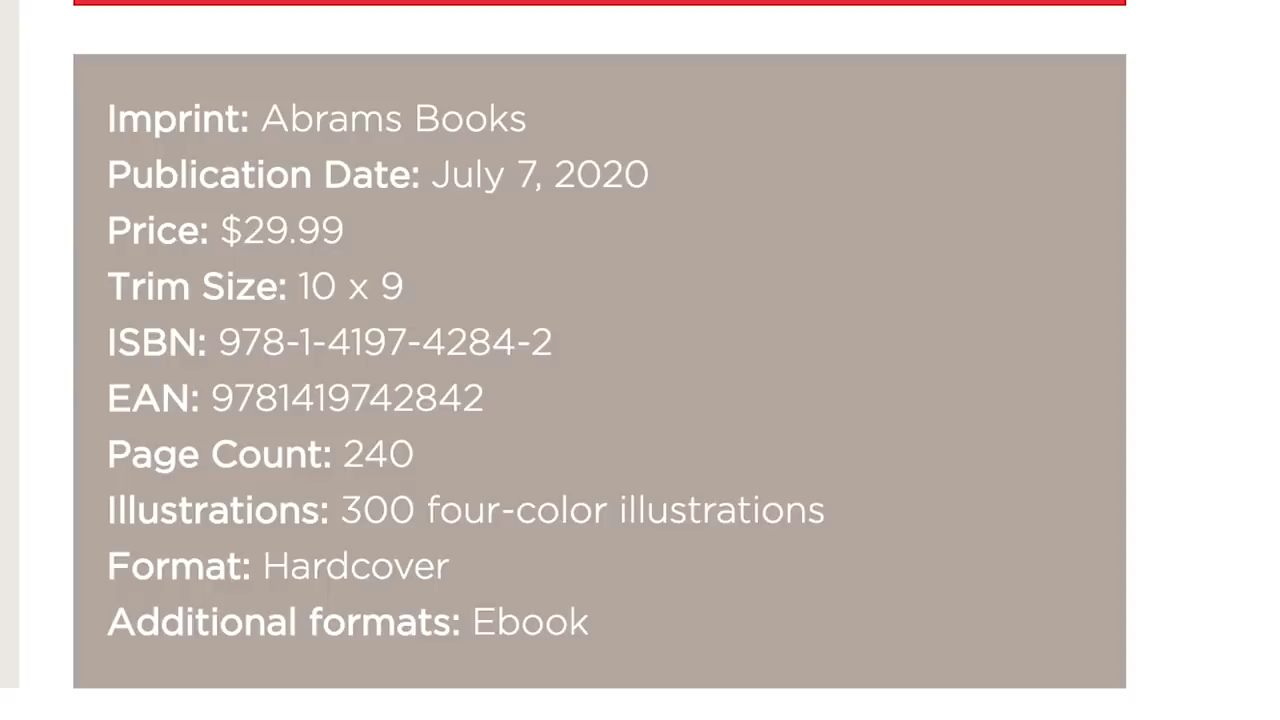 Imprint: Abrams Books
Publication Date: July 7, 2020
Price: $29.99
Trim Size: 10 x 9
ISBN: 978-1-4197-4284-2
EAN: 9781419742842
Page Count: 240
Illustrations: 300 four-color illustrations
Format: Hardcover
Additional formats: Ebook